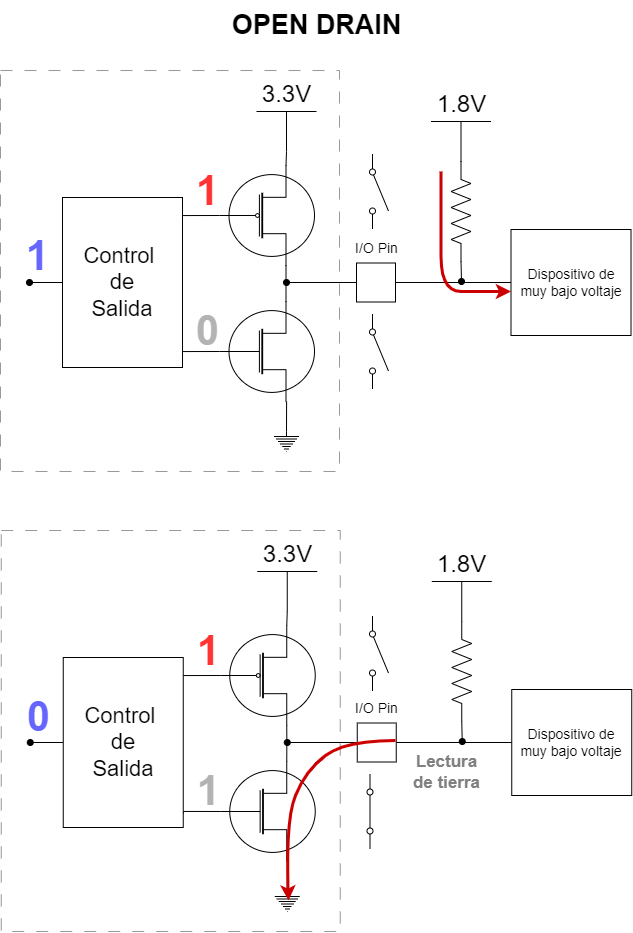 OPEN DRAIN
3.3V
1.8V
1
I/O Pin
1
Control
de
Salida
Dispositivo de
muy bajo voltaje
0
3.3V
1.8V
1
I/O Pin
0
Control
de
Salida
Dispositivo de
muy bajo voltaje
Lectura
de tierra
1